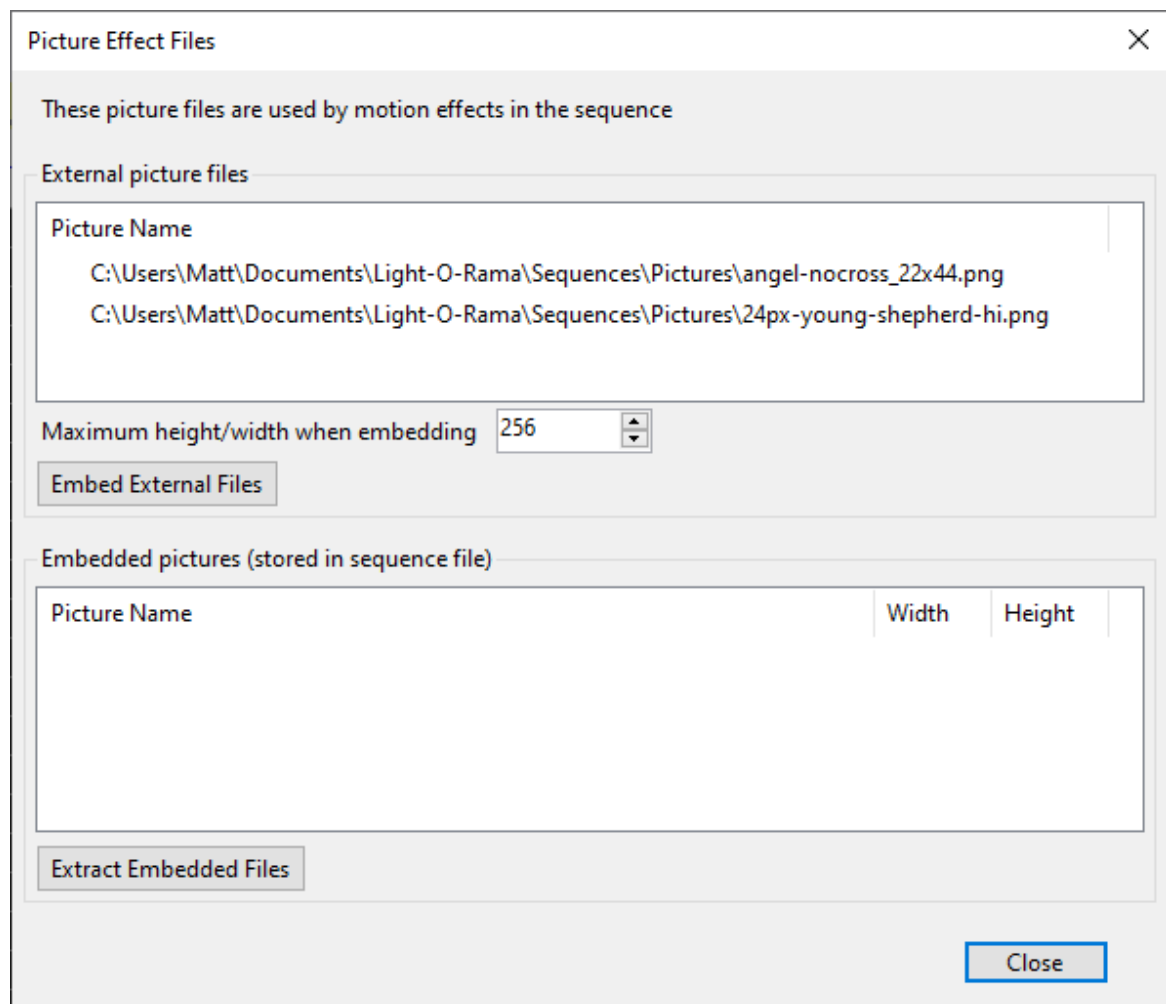 Picture Effect Files
These picture files are used by motion effects in the sequence
External picture files
Picture Name
C:\Users\Matt\Documents\Light-O-Rama\Sequences\Pictures\angel-nocross_22x44.png
C:\Users\Matt\Documents\Light-O-Rama\Sequences\Pictures\24px-young-shepherd-hi.png
Maximum height/width when embedding 256
Embed External Files
Embedded pictures (stored in sequence file)
Picture Name Width Height
Extract Embedded Files
Close